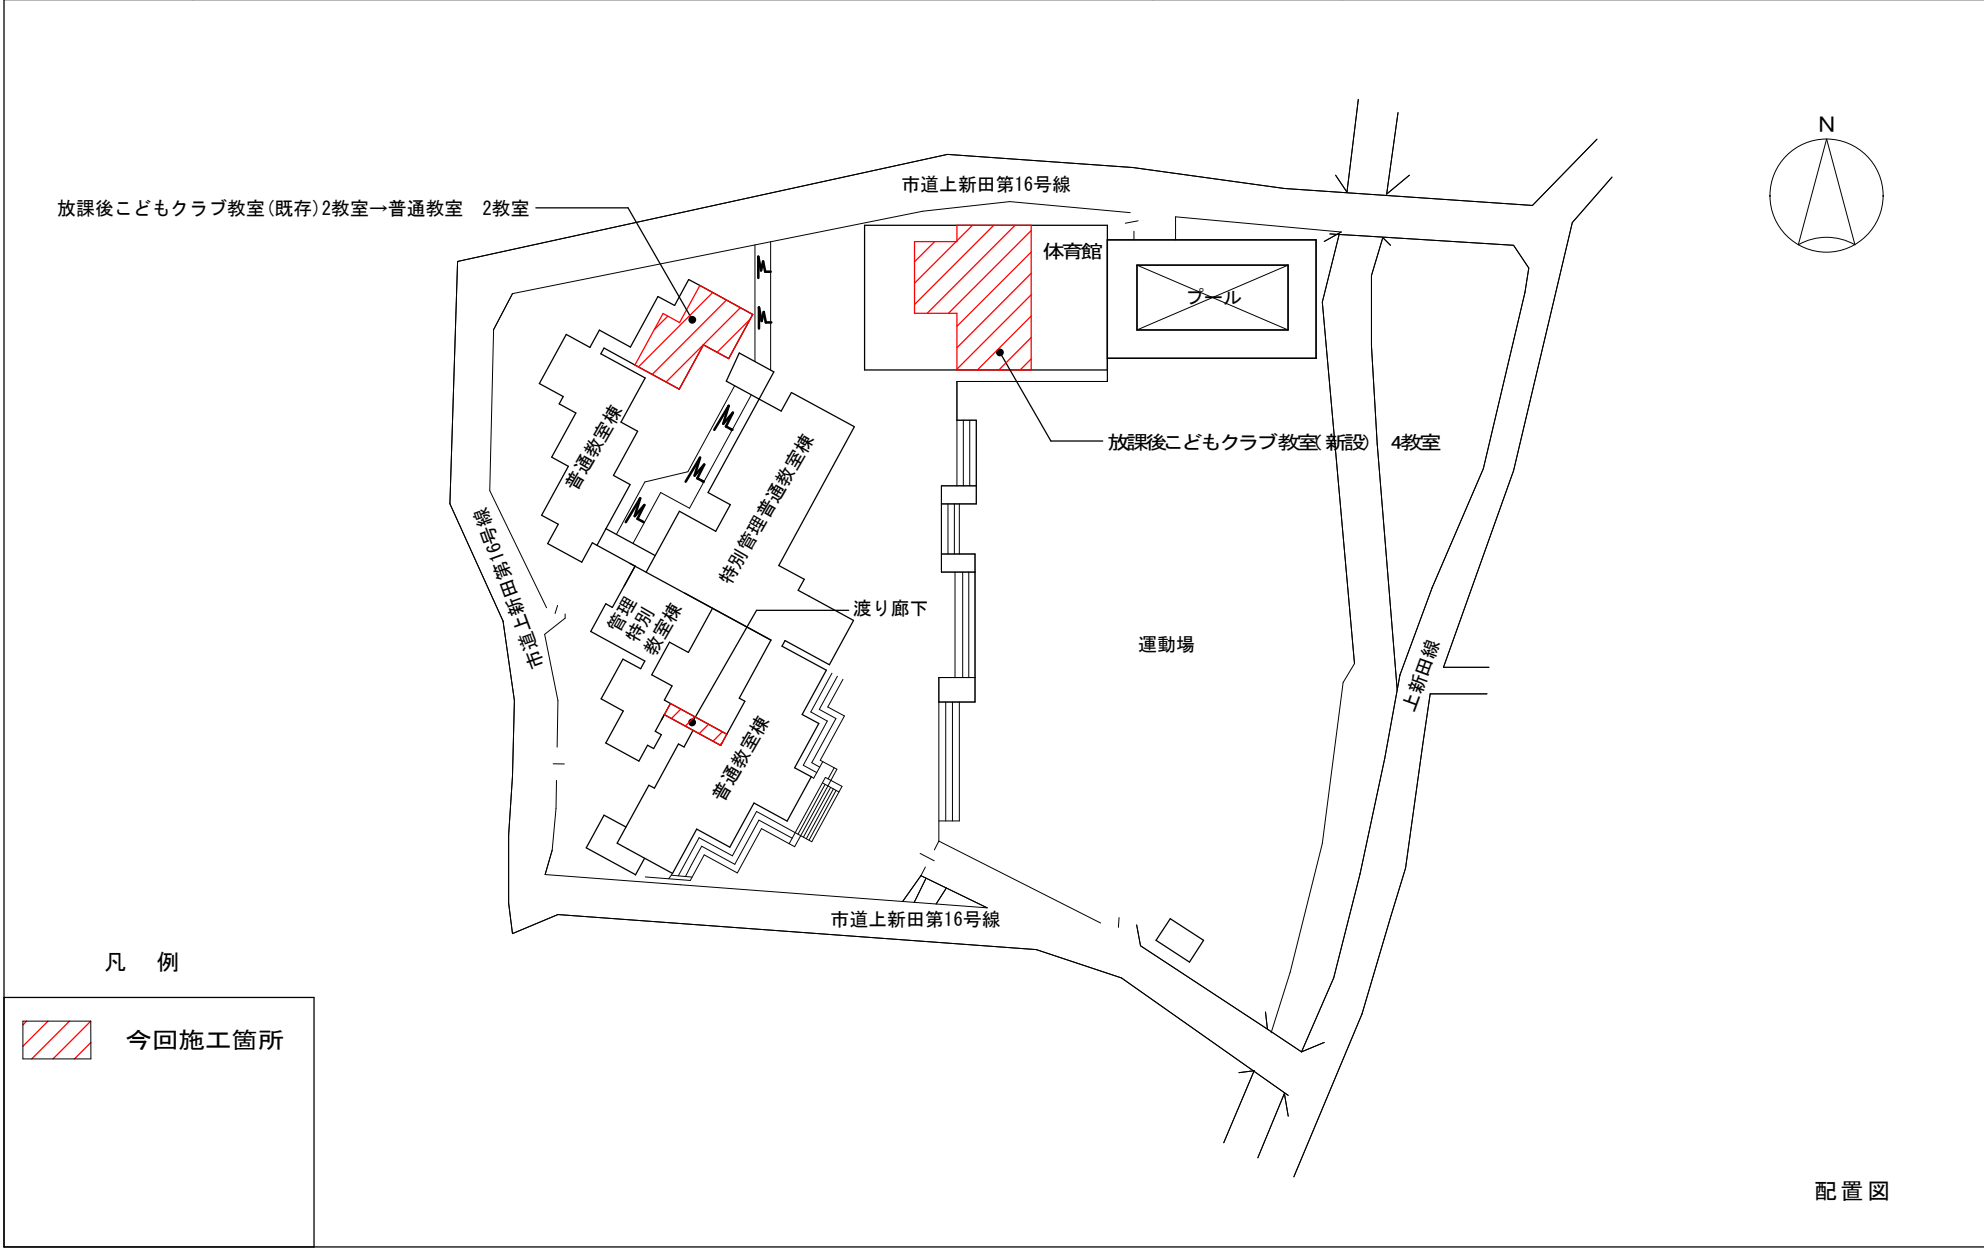 N
市道上新田第16号線
放課後こどもクラブ教室(既存)2教室→普通教室　2教室
体育館
プール
普通教室棟
特別管理普通教室棟
放課後こどもクラブ教室(新設)　4教室
市道上新田第16号線
管理
特別
教室棟
渡り廊下
運動場
上新田線
普通教室棟
市道上新田第16号線
凡　例
今回施工箇所
配置図